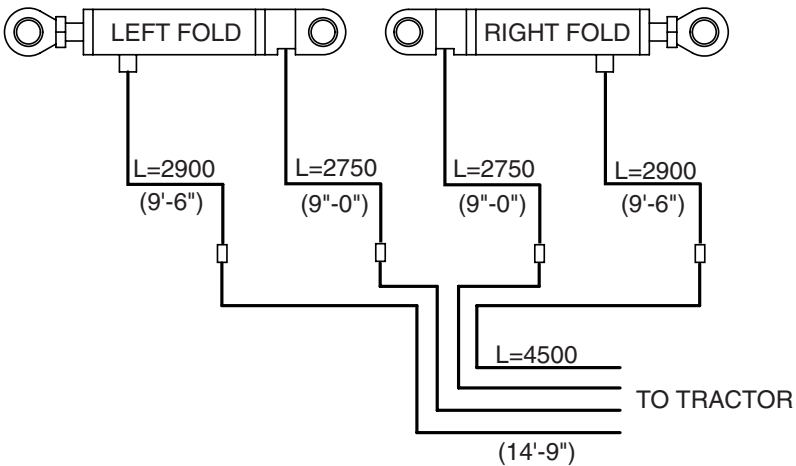 LEFT FOLD
RIGHT FOLD
L=2900
L=2750
L=2750
L=2900
(9'-6")
(9"-0")
(9"-0")
(9'-6")
L=4500
TO TRACTOR
(14'-9")